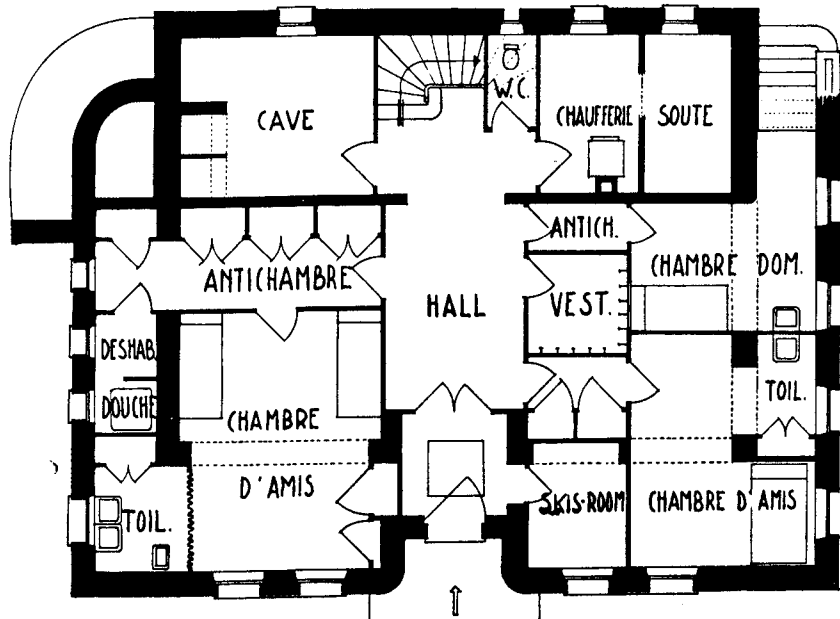 CAVE
W.C.
CHAUFFERIE
SOUTE
ANTICH.
ANTICHAMBRE
CHAMBRE DOM.
HALL
VEST.
DESHAB.
DOUCHE
CHAMBRE
TOIL.
D'AMIS
TOIL.
SKIS-ROOM
CHAMBRE D'AMIS